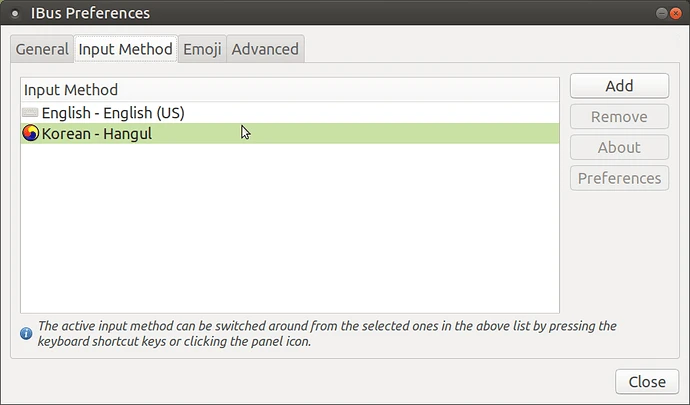 IBus Preferences
General Input Method Emoji Advanced
Input Method
English - English (US)
Korean - Hangul
Add
Remove
About
Preferences
The active input method can be switched around from the selected ones in the above list by pressing the
keyboard shortcut keys or clicking the panel icon.
Close